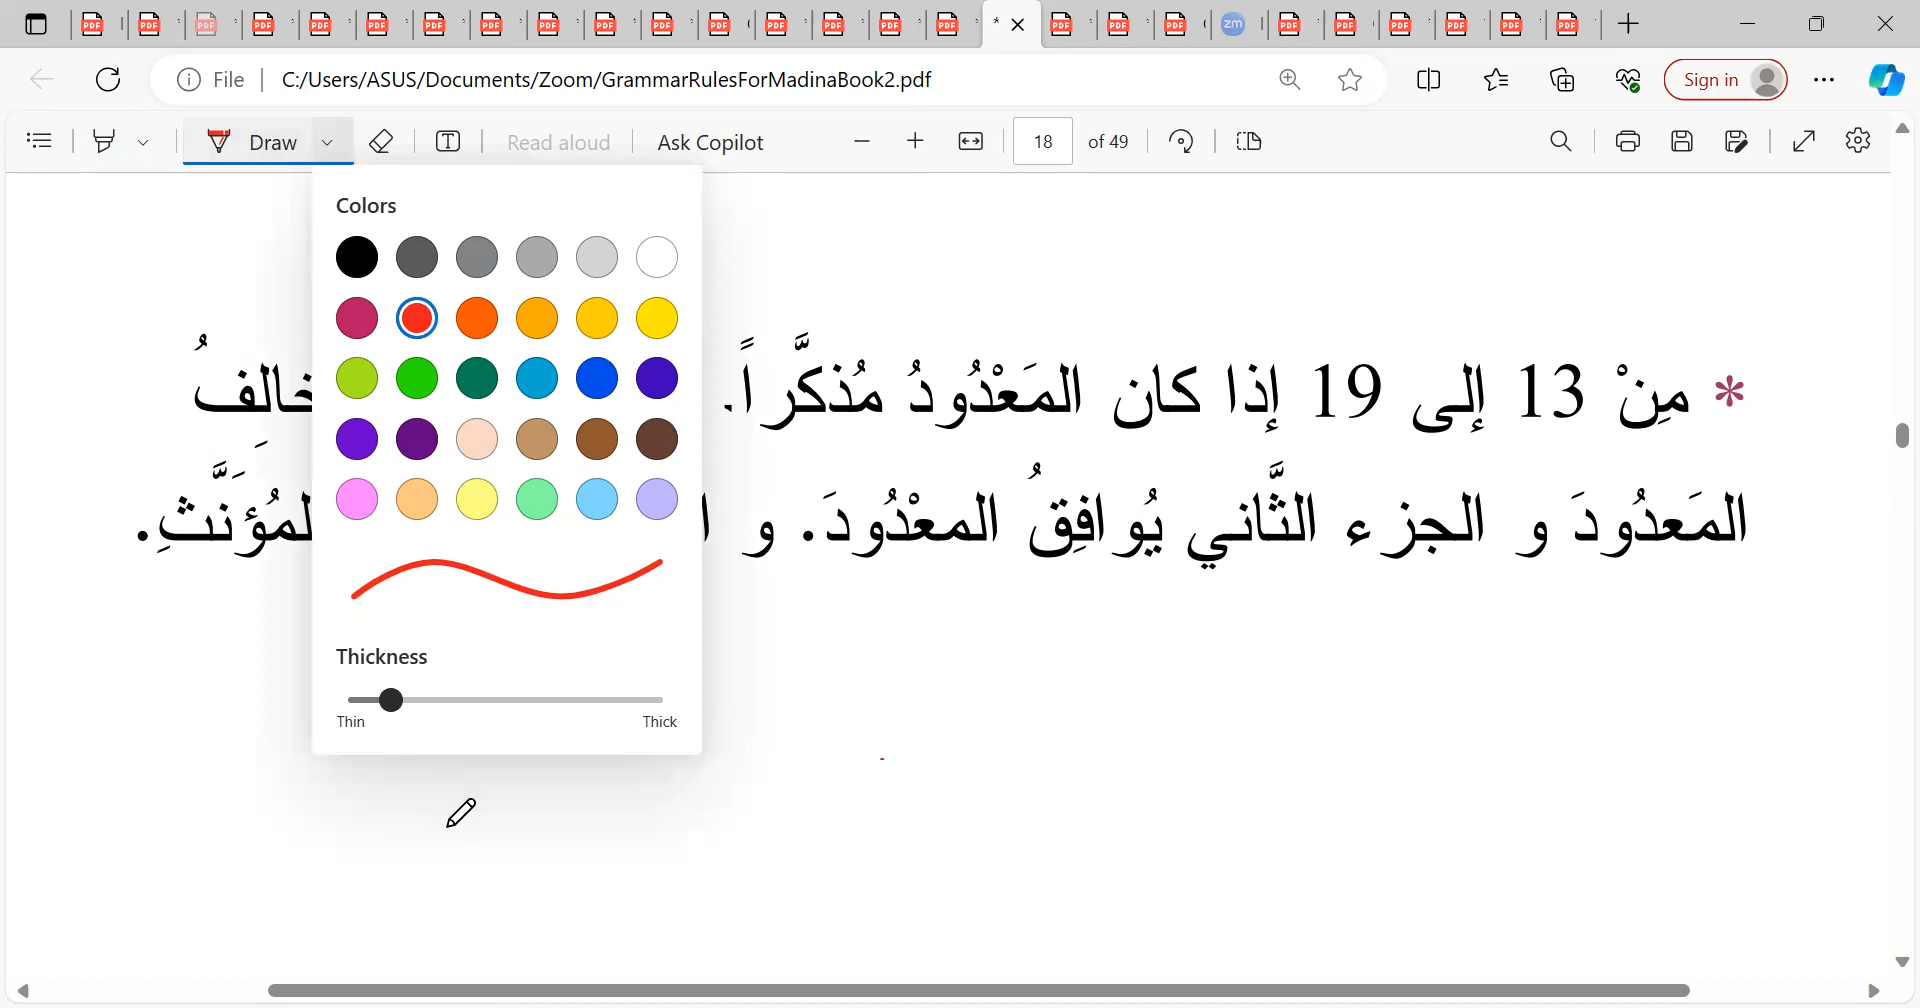 File
C:/Users/ASUS/Documents/Zoom/GrammarRulesForMadinaBook2.pdf
Sign in
Draw
Read aloud
Ask Copilot
18
of 49
Colors
* مِنْ 13 إلى 19 إذا كان المَعْدُودُ مُذكَّراً.
المَعدُودَ و الجزء الثَّاني يُوافِقُ المعْدُودَ. و
Thickness
Thin
Thick